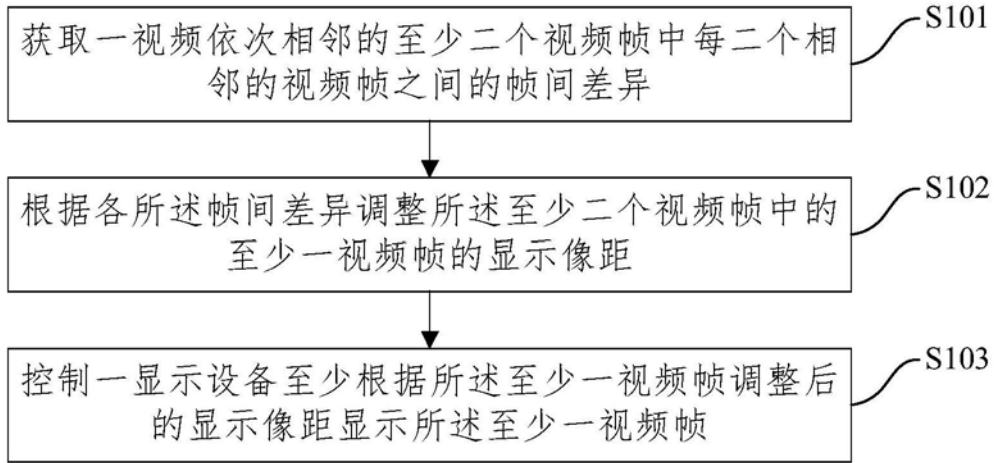 获取一视频依次相邻的至少二个视频帧中每二个相
邻的视频帧之间的帧间差异
S101
根据各所述帧间差异调整所述至少二个视频帧中的
至少一视频帧的显示像距
S102
控制一显示设备至少根据所述至少一视频帧调整后
的显示像距显示所述至少一视频帧
S103